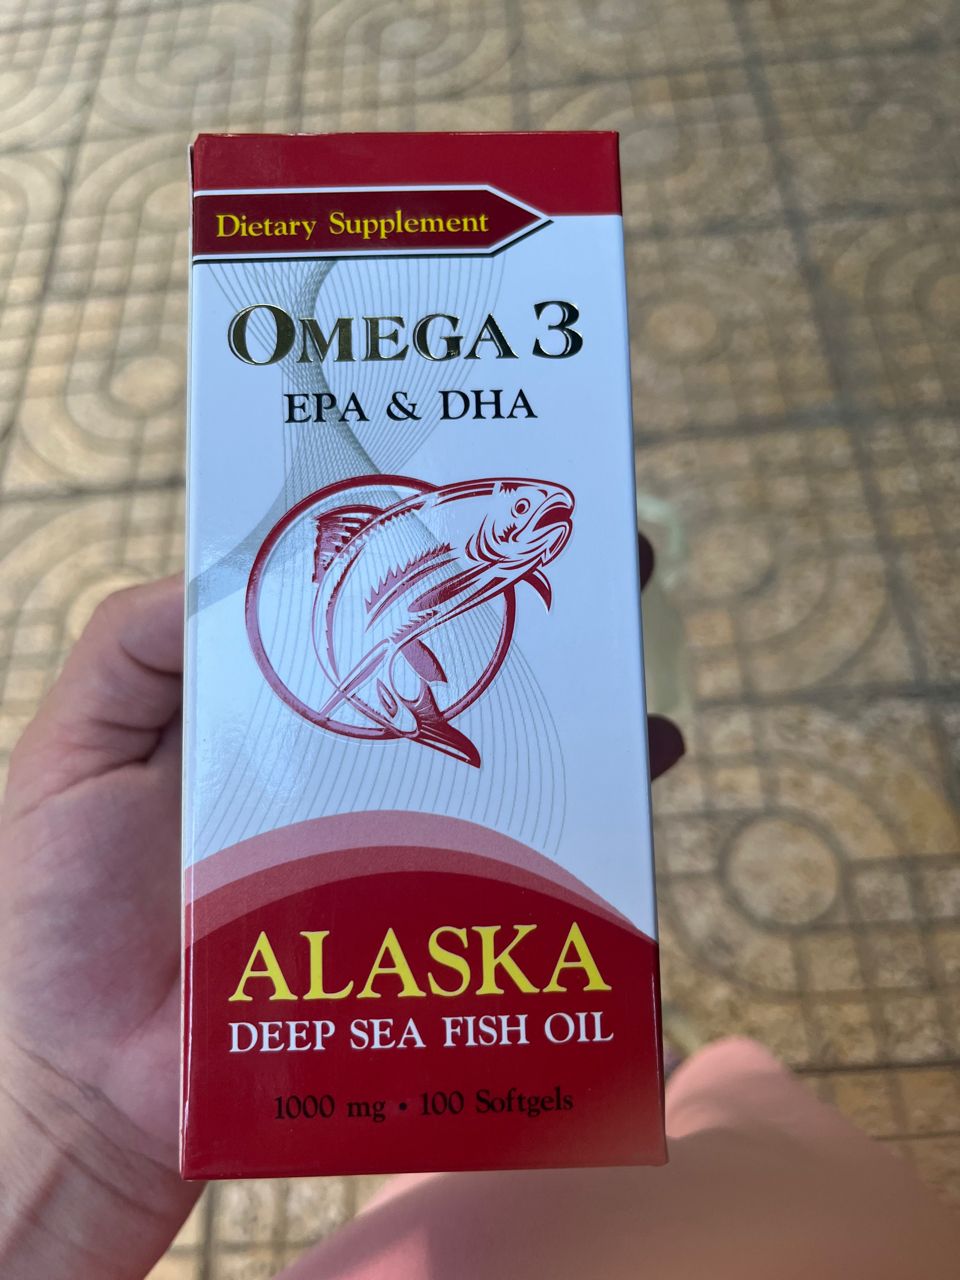 Dietary Supplement
OMEGA 3
EPA & DHA
ALASKA
DEEP SEA FISH OIL
1000 mg • 100 Softgels